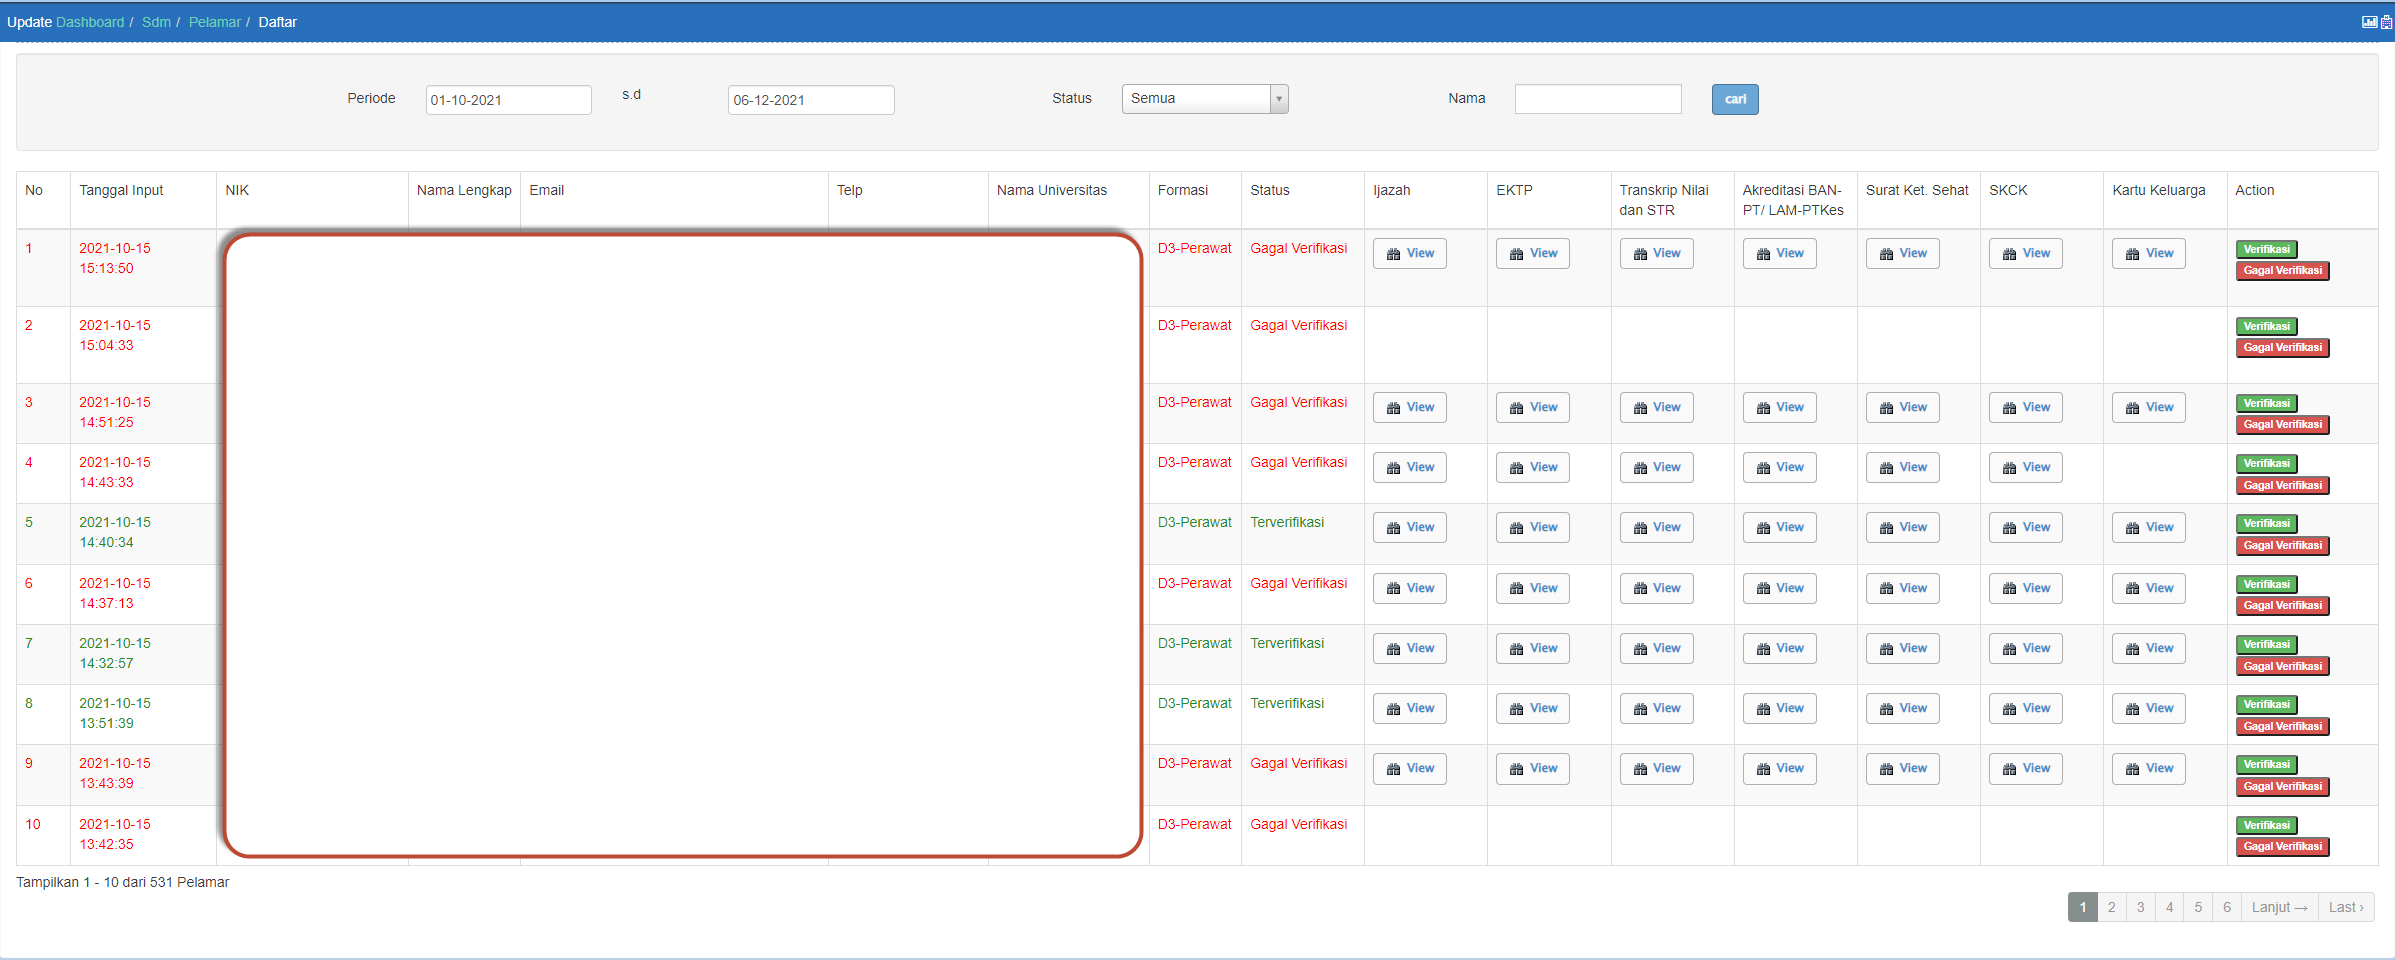 Update Dashboard / Sdm / Pelamar / Daftar
Periode 01-10-2021 s.d 06-12-2021 Status Semua Nama cari
No Tanggal Input NIK Nama Lengkap Email Telp Nama Universitas Formasi Status Ijazah EKTP Transkrip Nilai dan STR Akreditasi BAN-PT/ LAM-PTKes Surat Ket. Sehat SKCK Kartu Keluarga Action
1 2021-10-15 15:13:50 D3-Perawat Gagal Verifikasi View View View View View View View Verifikasi Gagal Verifikasi
2 2021-10-15 15:04:33 D3-Perawat Gagal Verifikasi Verifikasi Gagal Verifikasi
3 2021-10-15 14:51:25 D3-Perawat Gagal Verifikasi View View View View View View View Verifikasi Gagal Verifikasi
4 2021-10-15 14:43:33 D3-Perawat Gagal Verifikasi View View View View View View Verifikasi Gagal Verifikasi
5 2021-10-15 14:40:34 D3-Perawat Terverifikasi View View View View View View View Verifikasi Gagal Verifikasi
6 2021-10-15 14:37:13 D3-Perawat Gagal Verifikasi View View View View View View View Verifikasi Gagal Verifikasi
7 2021-10-15 14:32:57 D3-Perawat Terverifikasi View View View View View View View Verifikasi Gagal Verifikasi
8 2021-10-15 13:51:39 D3-Perawat Terverifikasi View View View View View View View Verifikasi Gagal Verifikasi
9 2021-10-15 13:43:39 D3-Perawat Gagal Verifikasi View View View View View View View Verifikasi Gagal Verifikasi
10 2021-10-15 13:42:35 D3-Perawat Gagal Verifikasi Verifikasi Gagal Verifikasi
Tampilkan 1 - 10 dari 531 Pelamar
1 2 3 4 5 6 Lanjut → Last ›